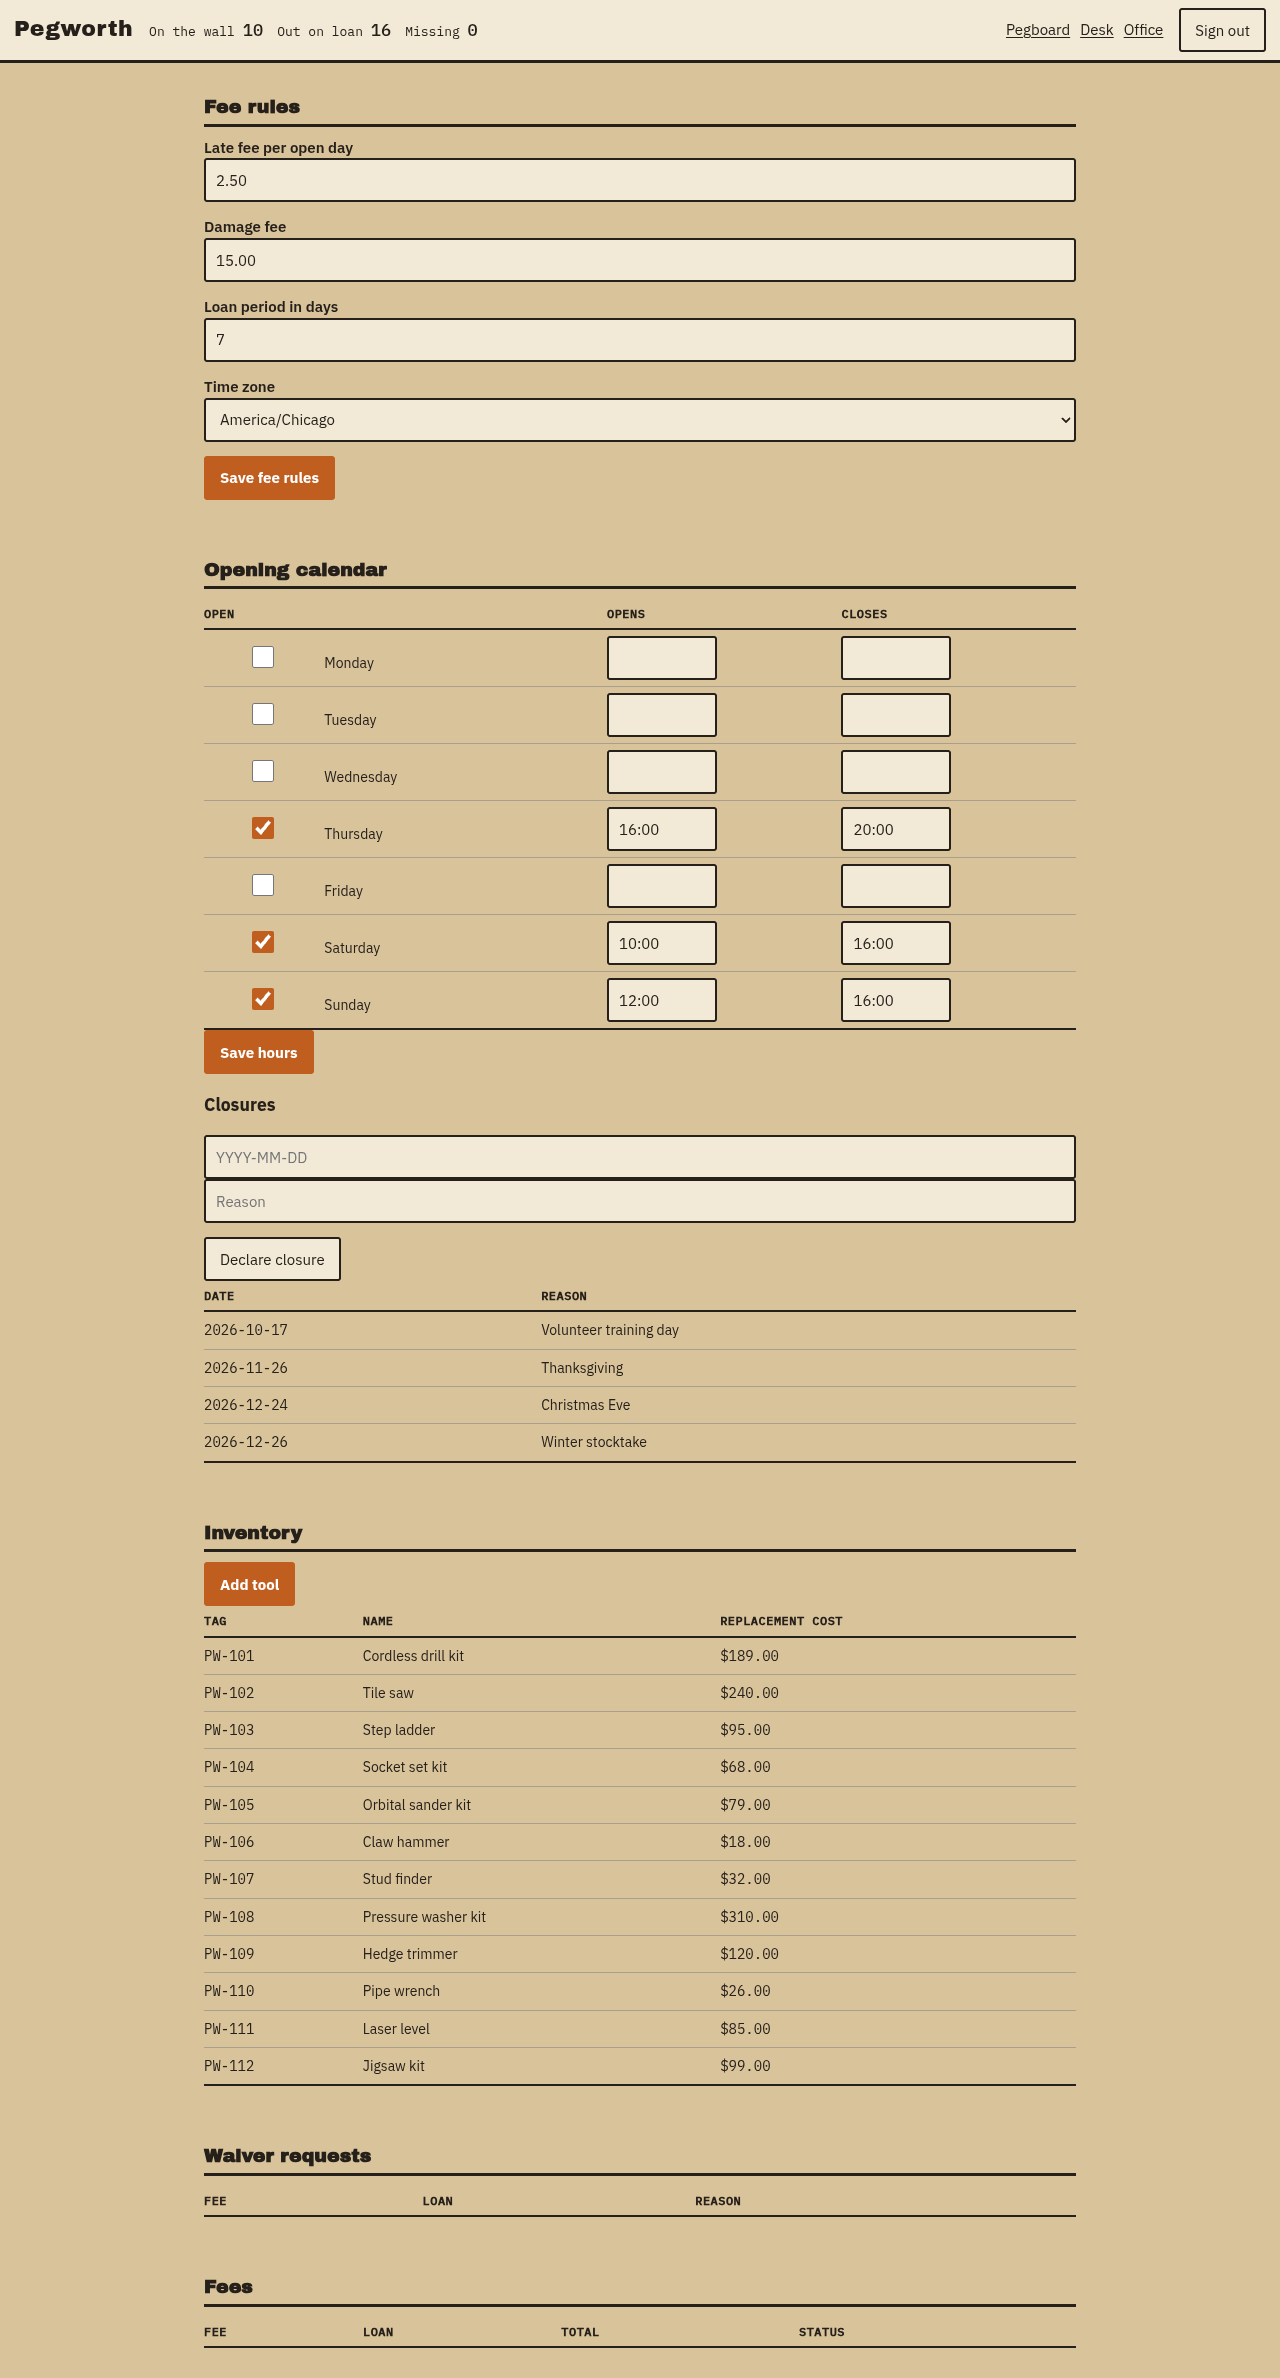 Pegworth On the wall 10 Out on loan 16 Missing 0 Pegboard Desk Office Sign out
Fee rules
Late fee per open day
2.50
Damage fee
15.00
Loan period in days
7
Time zone
America/Chicago
Save fee rules
Opening calendar
OPEN OPENS CLOSES
Monday
Tuesday
Wednesday
Thursday 16:00 20:00
Friday
Saturday 10:00 16:00
Sunday 12:00 16:00
Save hours
Closures
YYYY-MM-DD
Reason
Declare closure
DATE REASON
2026-10-17 Volunteer training day
2026-11-26 Thanksgiving
2026-12-24 Christmas Eve
2026-12-26 Winter stocktake
Inventory
Add tool
TAG NAME REPLACEMENT COST
PW-101 Cordless drill kit $189.00
PW-102 Tile saw $240.00
PW-103 Step ladder $95.00
PW-104 Socket set kit $68.00
PW-105 Orbital sander kit $79.00
PW-106 Claw hammer $18.00
PW-107 Stud finder $32.00
PW-108 Pressure washer kit $310.00
PW-109 Hedge trimmer $120.00
PW-110 Pipe wrench $26.00
PW-111 Laser level $85.00
PW-112 Jigsaw kit $99.00
Waiver requests
FEE LOAN REASON
Fees
FEE LOAN TOTAL STATUS